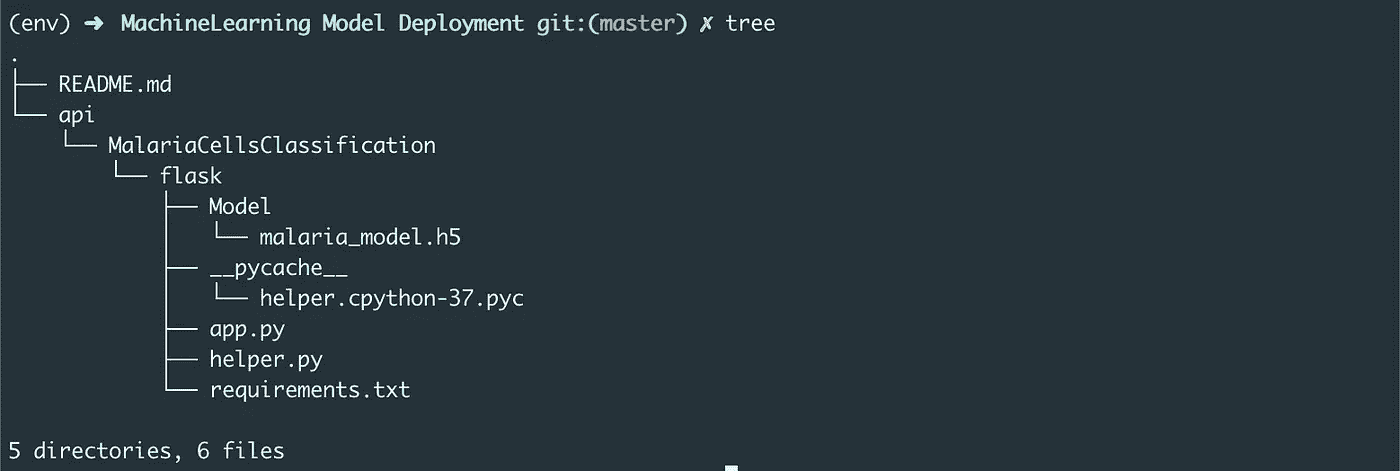 (env) ➜ MachineLearning Model Deployment git:(master) ✗ tree
.
├── README.md
└── api
    └── MalariaCellsClassification
        └── flask
            ├── Model
            │   └── malaria_model.h5
            ├── __pycache__
            │   └── helper.cpython-37.pyc
            ├── app.py
            ├── helper.py
            └── requirements.txt

5 directories, 6 files